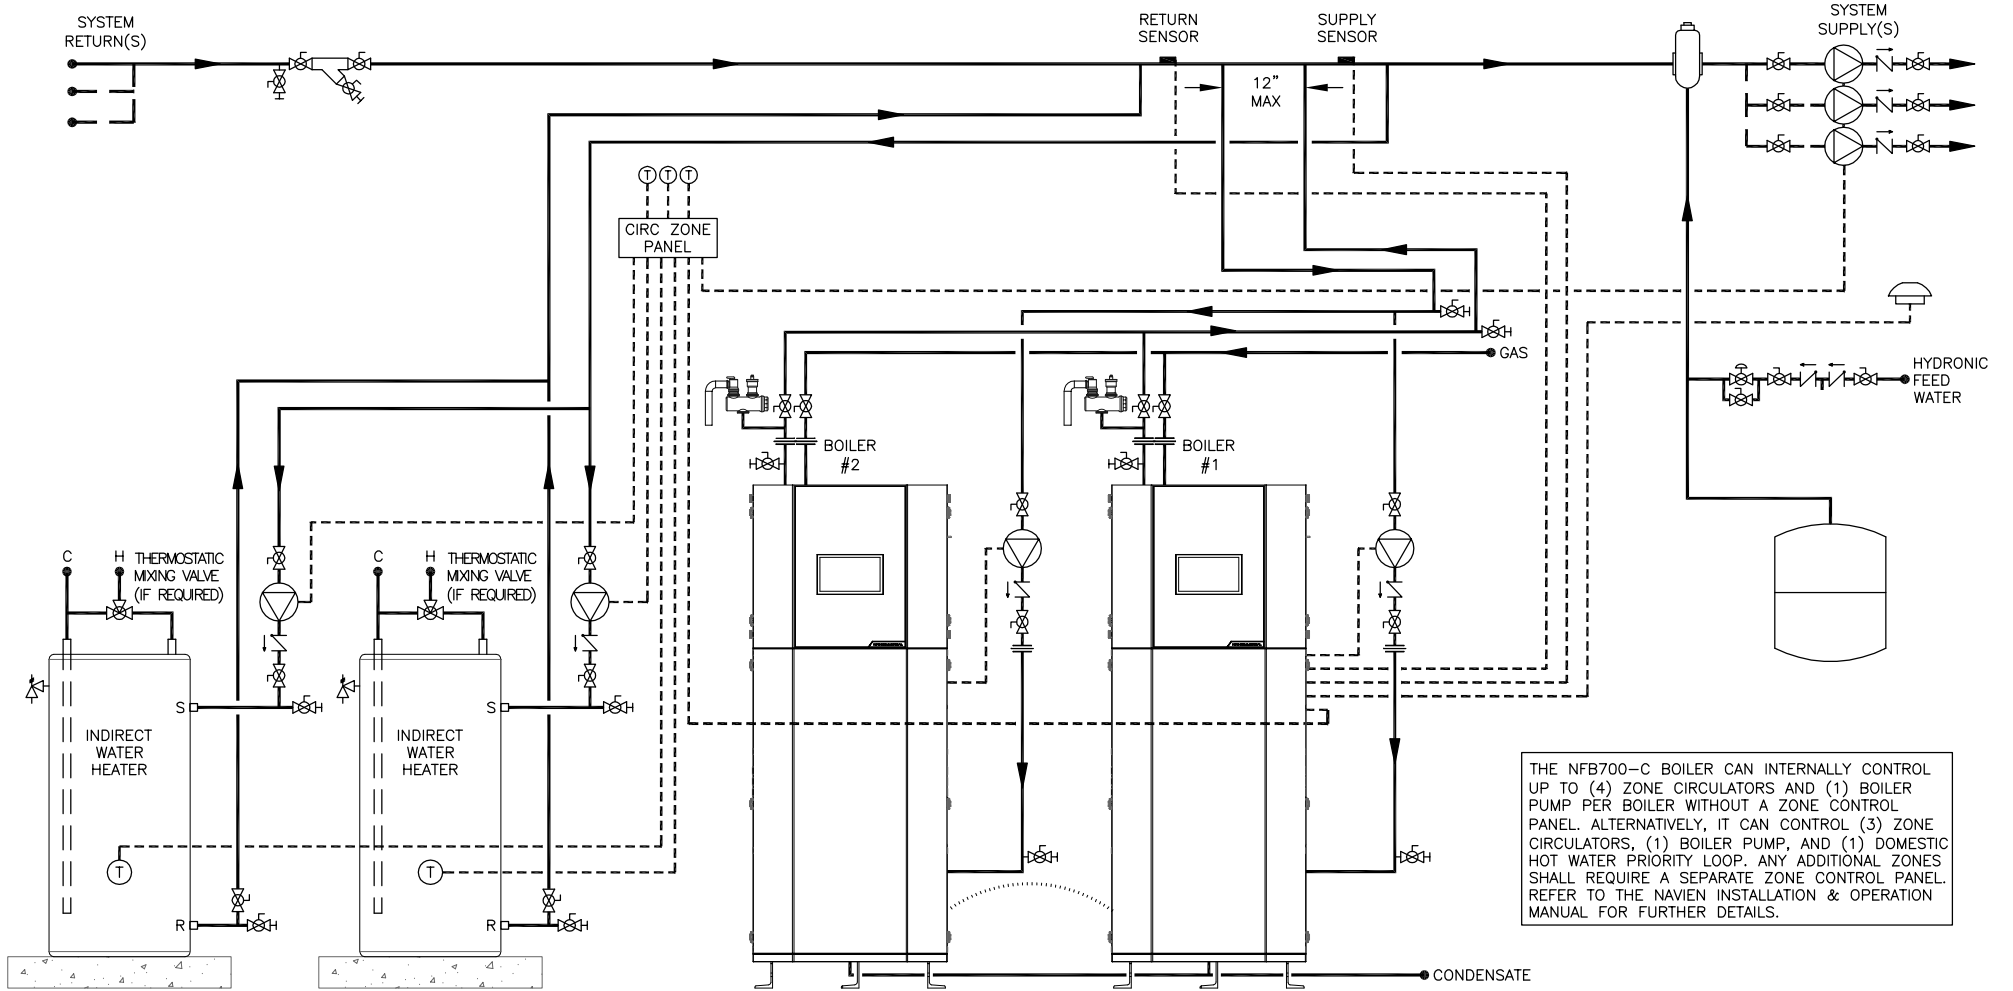 SYSTEM
RETURN(S)
RETURN
SENSOR
SUPPLY
SENSOR
SYSTEM
SUPPLY(S)
12"
MAX
T T T
CIRC ZONE
PANEL
GAS
HYDRONIC
FEED
WATER
BOILER
#2
BOILER
#1
C H THERMOSTATIC
MIXING VALVE
(IF REQUIRED)
C H THERMOSTATIC
MIXING VALVE
(IF REQUIRED)
S
S
INDIRECT
WATER
HEATER
INDIRECT
WATER
HEATER
T
T
R
R
THE NFB700-C BOILER CAN INTERNALLY CONTROL
UP TO (4) ZONE CIRCULATORS AND (1) BOILER
PUMP PER BOILER WITHOUT A ZONE CONTROL
PANEL. ALTERNATIVELY, IT CAN CONTROL (3) ZONE
CIRCULATORS, (1) BOILER PUMP, AND (1) DOMESTIC
HOT WATER PRIORITY LOOP. ANY ADDITIONAL ZONES
SHALL REQUIRE A SEPARATE ZONE CONTROL PANEL.
REFER TO THE NAVIEN INSTALLATION & OPERATION
MANUAL FOR FURTHER DETAILS.
CONDENSATE